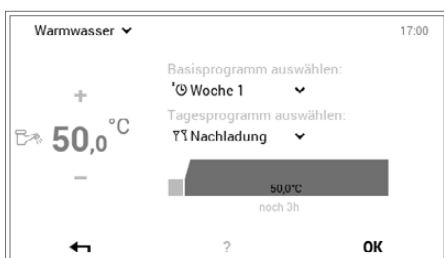 Warmwasser
17:00
Basisprogramm auswählen:
Woche 1
+
Tagesprogramm auswählen:
50,0 °C
Nachladung
–
50,0°C
noch 3h
?
OK